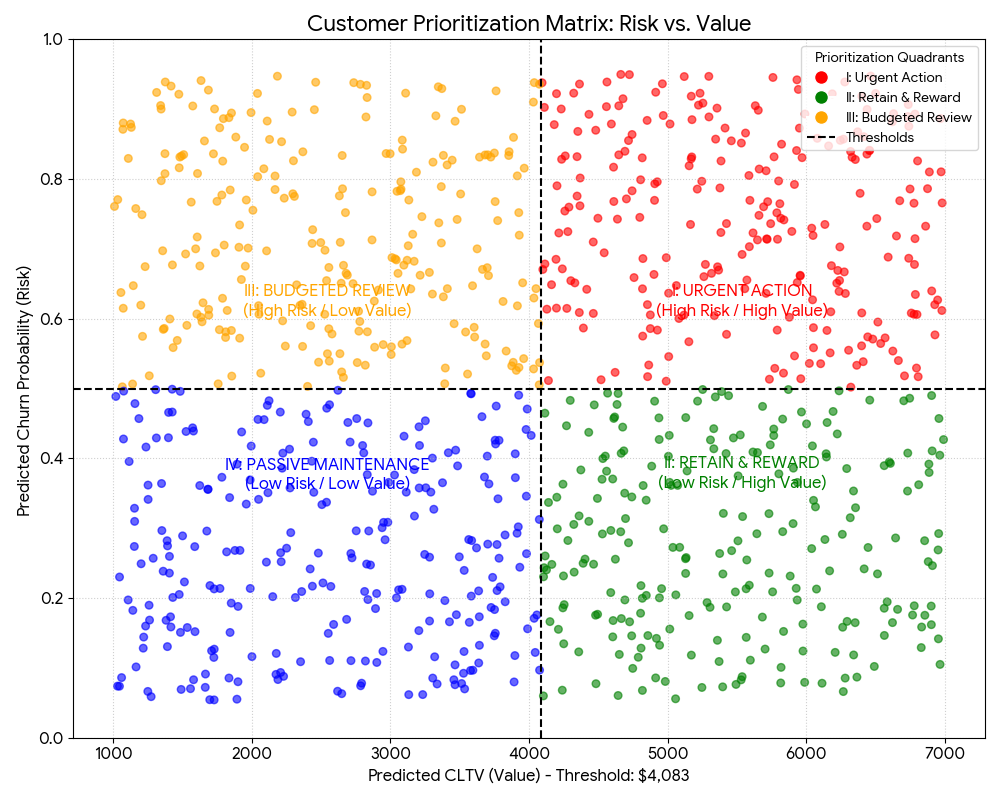 Customer Prioritization Matrix: Risk vs. Value
Prioritization Quadrants
I: Urgent Action
II: Retain & Reward
III: Budgeted Review
Thresholds
1.0
0.8
0.6
0.4
0.2
0.0
Predicted Churn Probability (Risk)
III: BUDGETED REVIEW
(High Risk / Low Value)
I: URGENT ACTION
(High Risk / High Value)
IV: PASSIVE MAINTENANCE
(Low Risk / Low Value)
II: RETAIN & REWARD
(Low Risk / High Value)
1000 2000 3000 4000 5000 6000 7000
Predicted CLTV (Value) - Threshold: $4,083